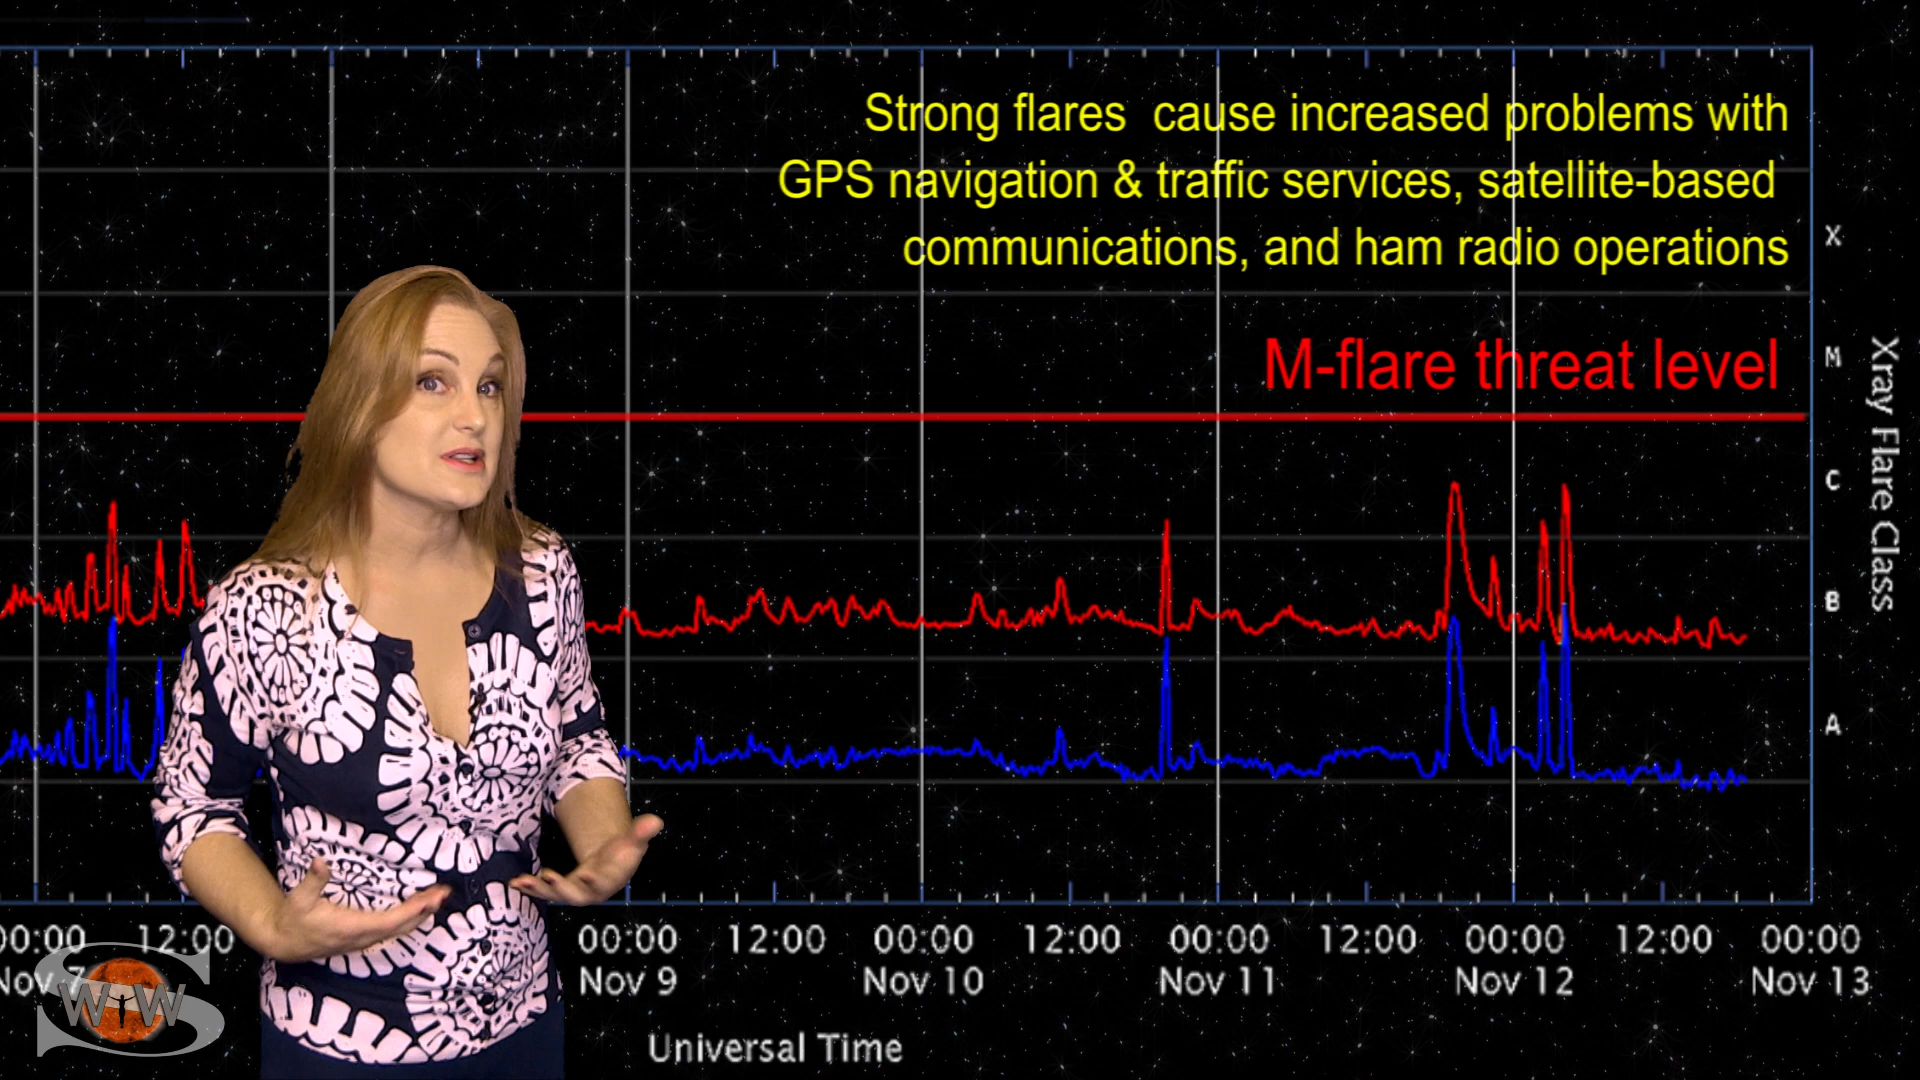 Strong flares cause increased problems with
GPS navigation & traffic services, satellite-based
communications, and ham radio operations
X
M-flare threat level
M
C
B
A
Xray Flare Class
00:00 12:00 00:00 12:00 00:00 12:00 00:00 12:00 00:00 12:00 00:00
Nov 7 Nov 9 Nov 10 Nov 11 Nov 12 Nov 13
Universal Time
S
WTW